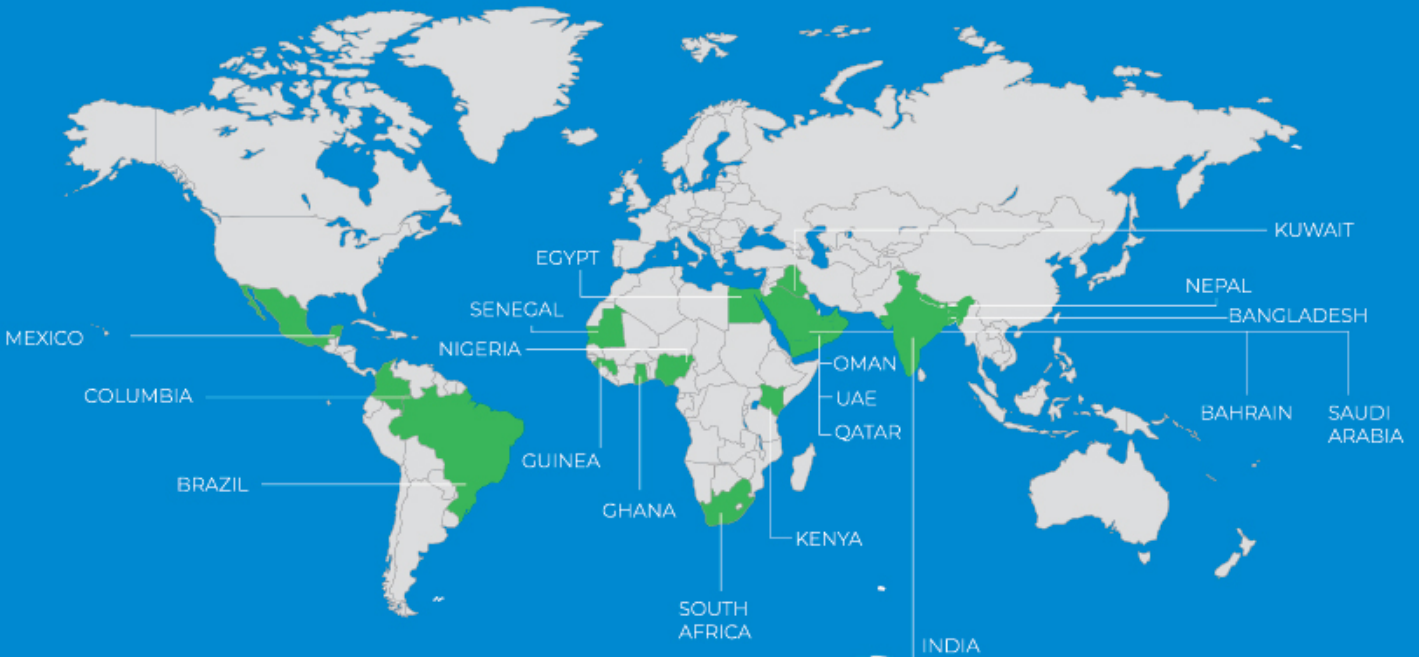 KUWAIT
EGYPT
NEPAL
SENEGAL
BANGLADESH
MEXICO
NIGERIA
OMAN
COLUMBIA
UAE
BAHRAIN
SAUDI
ARABIA
QATAR
GUINEA
BRAZIL
GHANA
KENYA
SOUTH
AFRICA
INDIA